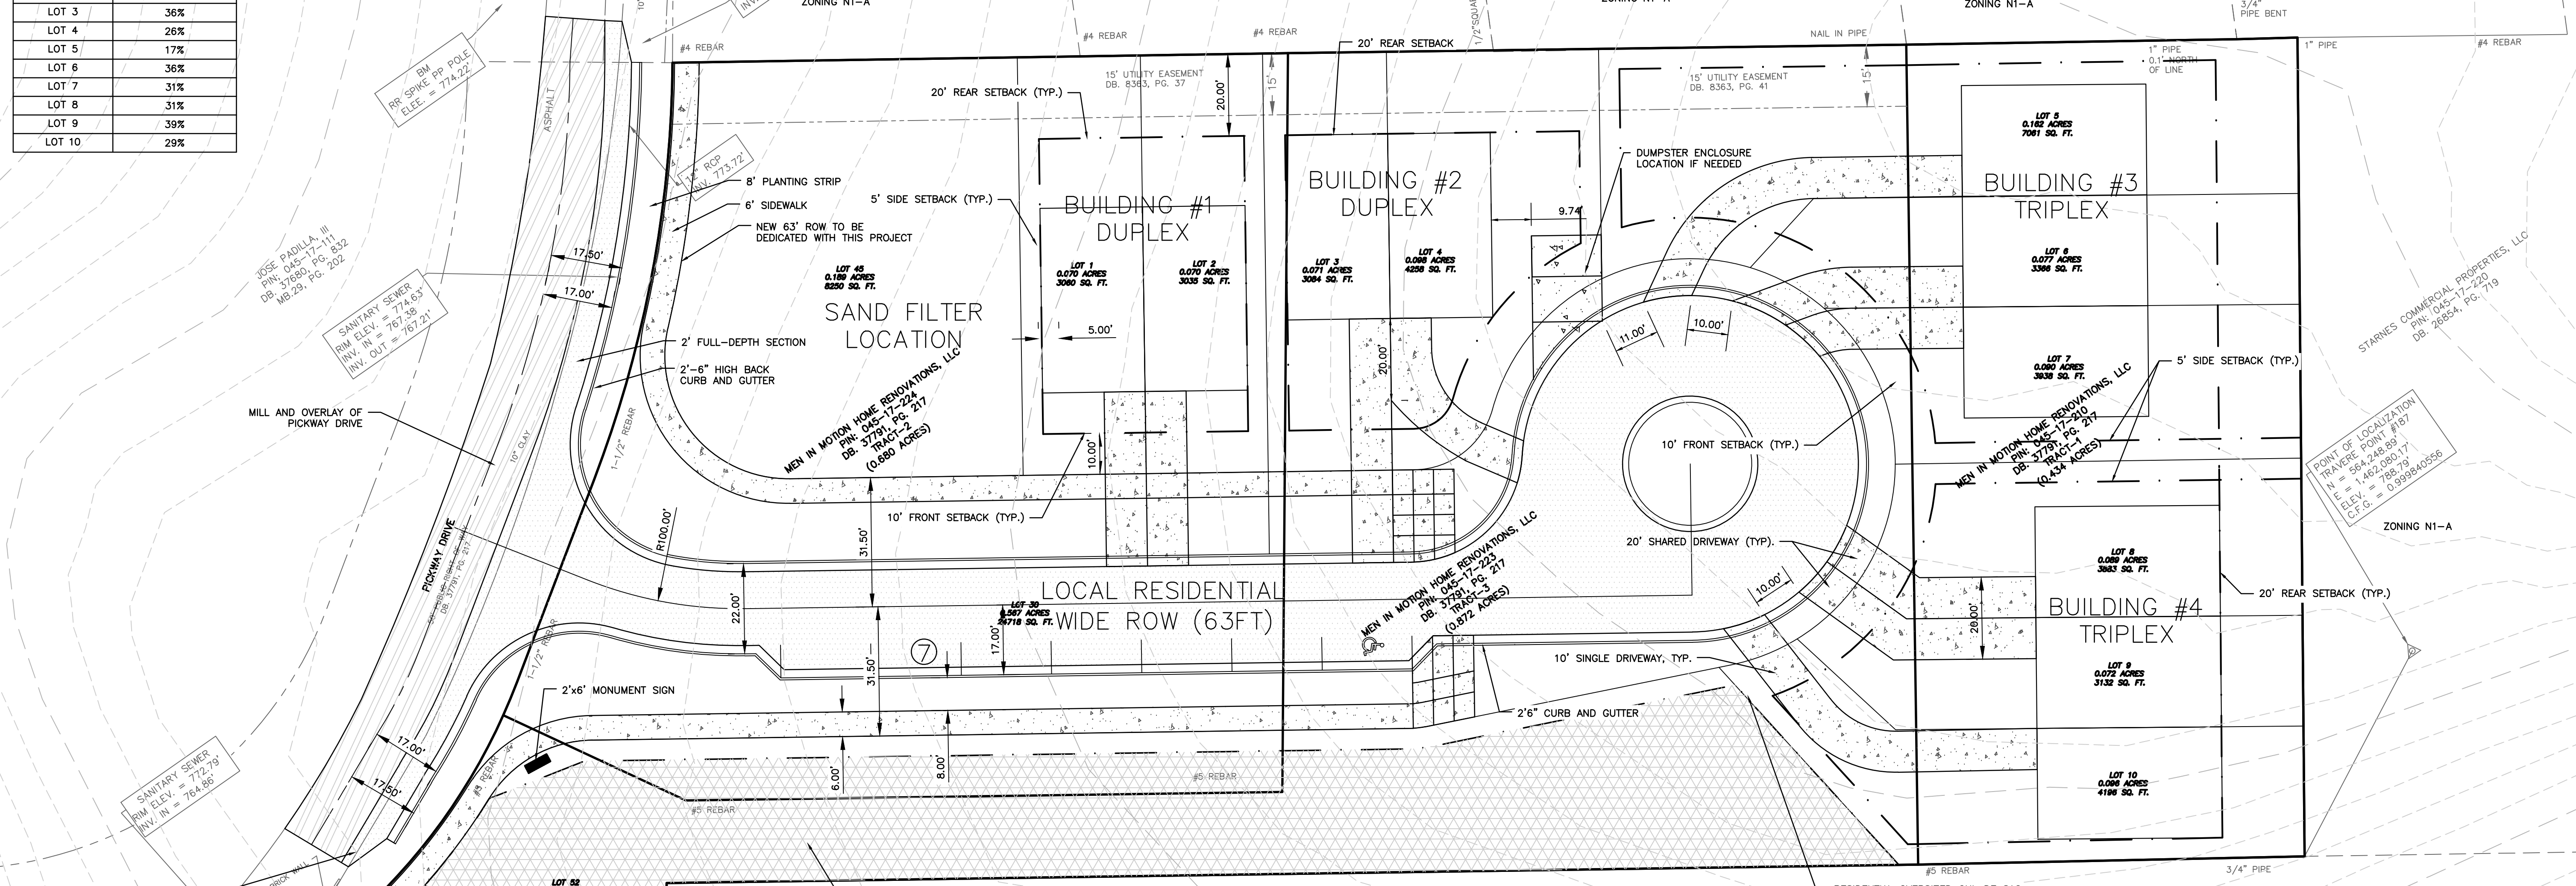 LOT 3 36%
LOT 4 26%
LOT 5 17%
LOT 6 36%
LOT 7 31%
LOT 8 31%
LOT 9 39%
LOT 10 29%
10'
INV.
ZONING N1-A
ZONING N1-A
ZONING N1-A
3/4"
PIPE BENT
#4 REBAR
#4 REBAR
#4 REBAR
1/2"SQUAR
20' REAR SETBACK
NAIL IN PIPE
1" PIPE
0.1' NORTH
OF LINE
1" PIPE
#4 REBAR
BM
RR SPIKE PP POLE
ELEE. = 774.22'
ASPHALT
12" RCP
INV. 773.72'
15' UTILITY EASEMENT
DB. 8363, PG. 37
15'
20.00'
15' UTILITY EASEMENT
DB. 8363, PG. 41
15'
20' REAR SETBACK (TYP.)
8' PLANTING STRIP
6' SIDEWALK
5' SIDE SETBACK (TYP.)
NEW 63' ROW TO BE
DEDICATED WITH THIS PROJECT
BUILDING #1
DUPLEX
BUILDING #2
DUPLEX
DUMPSTER ENCLOSURE
LOCATION IF NEEDED
9.74'
LOT 5
0.162 ACRES
7061 SQ. FT.
BUILDING #3
TRIPLEX
LOT 6
0.077 ACRES
3366 SQ. FT.
LOT 7
0.090 ACRES
3938 SQ. FT.
JOSE PADILLA, III
PIN: 045-17-111
DB. 37680, PG. 832
MB.29, PG. 202
17.50'
17.00'
SANITARY SEWER
RIM ELEV. = 774.63'
INV. IN = 767.38'
INV. OUT = 767.21'
LOT 45
0.189 ACRES
8250 SQ. FT.
SAND FILTER
LOCATION
LOT 1
0.070 ACRES
3060 SQ. FT.
LOT 2
0.070 ACRES
3035 SQ. FT.
LOT 3
0.071 ACRES
3084 SQ. FT.
LOT 4
0.098 ACRES
4258 SQ. FT.
5.00'
20.00'
11.00'
10.00'
2' FULL-DEPTH SECTION
2'-6" HIGH BACK
CURB AND GUTTER
MILL AND OVERLAY OF
PICKWAY DRIVE
10" CLAY
1-1/2" REBAR
MEN IN MOTION HOME RENOVATIONS, LLC
PIN: 045-17-224
DB. 37791, PG. 217
TRACT-2
(0.680 ACRES)
10.00'
10' FRONT SETBACK (TYP.)
10' FRONT SETBACK (TYP.)
5' SIDE SETBACK (TYP.)
MEN IN MOTION HOME RENOVATIONS, LLC
PIN: 045-17-210
DB. 37791, PG. 217
TRACT-1
(0.434 ACRES)
STARNES COMMERCIAL PROPERTIES, LLC
PIN: 045-17-220
DB. 26854, PG. 719
POINT OF LOCALIZATION
TRAVERE POINT #187
N = 564,248.89'
E = 1,462,080.17'
ELEV. = 788.79'
C.F.G. = 0.999840556
ZONING N1-A
PICKWAY DRIVE
DB. 37791, PG. 217
R100.00'
31.50'
22.00'
1-1/2" REBAR
LOCAL RESIDENTIAL
WIDE ROW (63FT)
LOT 30
0.567 ACRES
24718 SQ. FT.
17.00'
31.50'
7
MEN IN MOTION HOME RENOVATIONS, LLC
PIN: 045-17-223
DB. 37791, PG. 217
TRACT-3
(0.872 ACRES)
20' SHARED DRIVEWAY (TYP).
10.00'
10' SINGLE DRIVEWAY, TYP.
2'6" CURB AND GUTTER
LOT 8
0.089 ACRES
3883 SQ. FT.
20' REAR SETBACK (TYP.)
20.00'
BUILDING #4
TRIPLEX
LOT 9
0.072 ACRES
3132 SQ. FT.
LOT 10
0.096 ACRES
4196 SQ. FT.
2'x6' MONUMENT SIGN
SANITARY SEWER
RIM ELEV. = 772.79'
INV. IN = 764.86'
17.00'
17.50'
#5 REBAR
6.00'
8.00'
#5 REBAR
#5 REBAR
BRICK WALL
LOT 52
#5 REBAR
3/4" PIPE